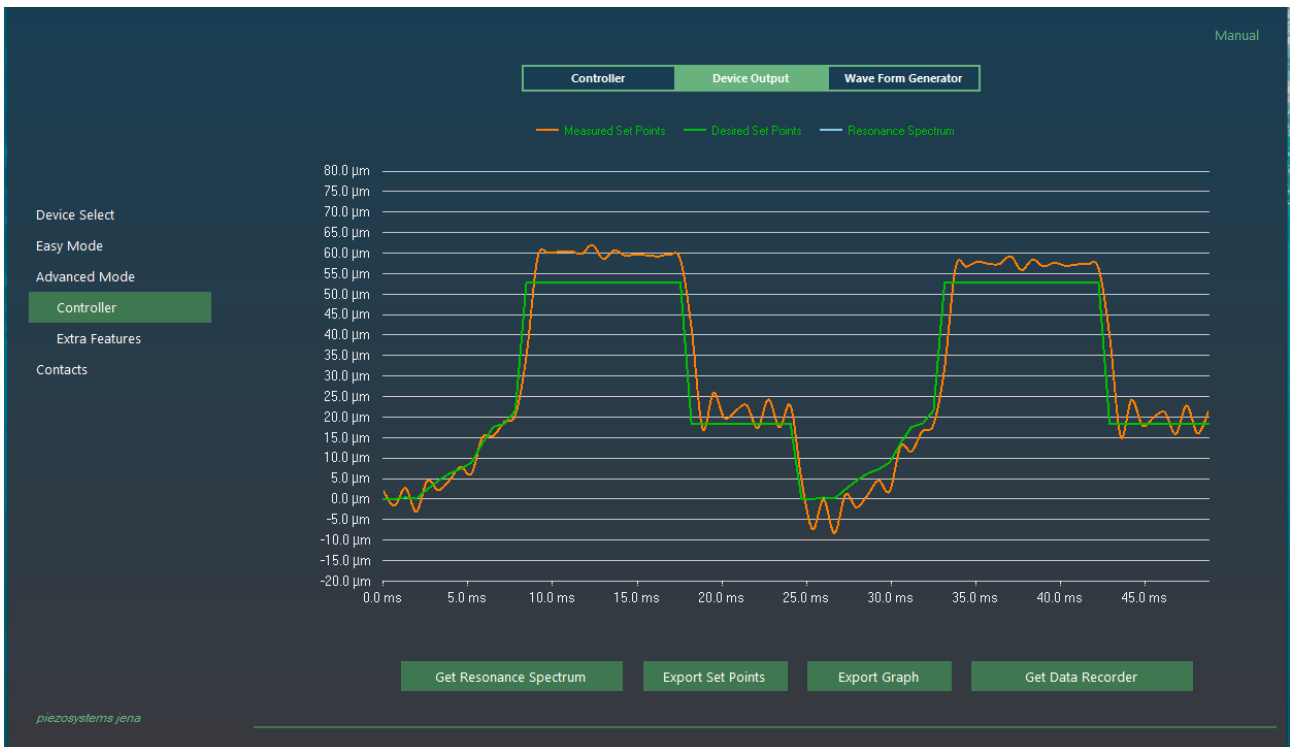 Manual
Controller Device Output Wave Form Generator
Measured Set Points Desired Set Points Resonance Spectrum
Device Select
Easy Mode
Advanced Mode
Controller
Extra Features
Contacts
80.0 µm
75.0 µm
70.0 µm
65.0 µm
60.0 µm
55.0 µm
50.0 µm
45.0 µm
40.0 µm
35.0 µm
30.0 µm
25.0 µm
20.0 µm
15.0 µm
10.0 µm
5.0 µm
0.0 µm
-5.0 µm
-10.0 µm
-15.0 µm
-20.0 µm
0.0 ms 5.0 ms 10.0 ms 15.0 ms 20.0 ms 25.0 ms 30.0 ms 35.0 ms 40.0 ms 45.0 ms
Get Resonance Spectrum Export Set Points Export Graph Get Data Recorder
piezosystems jena